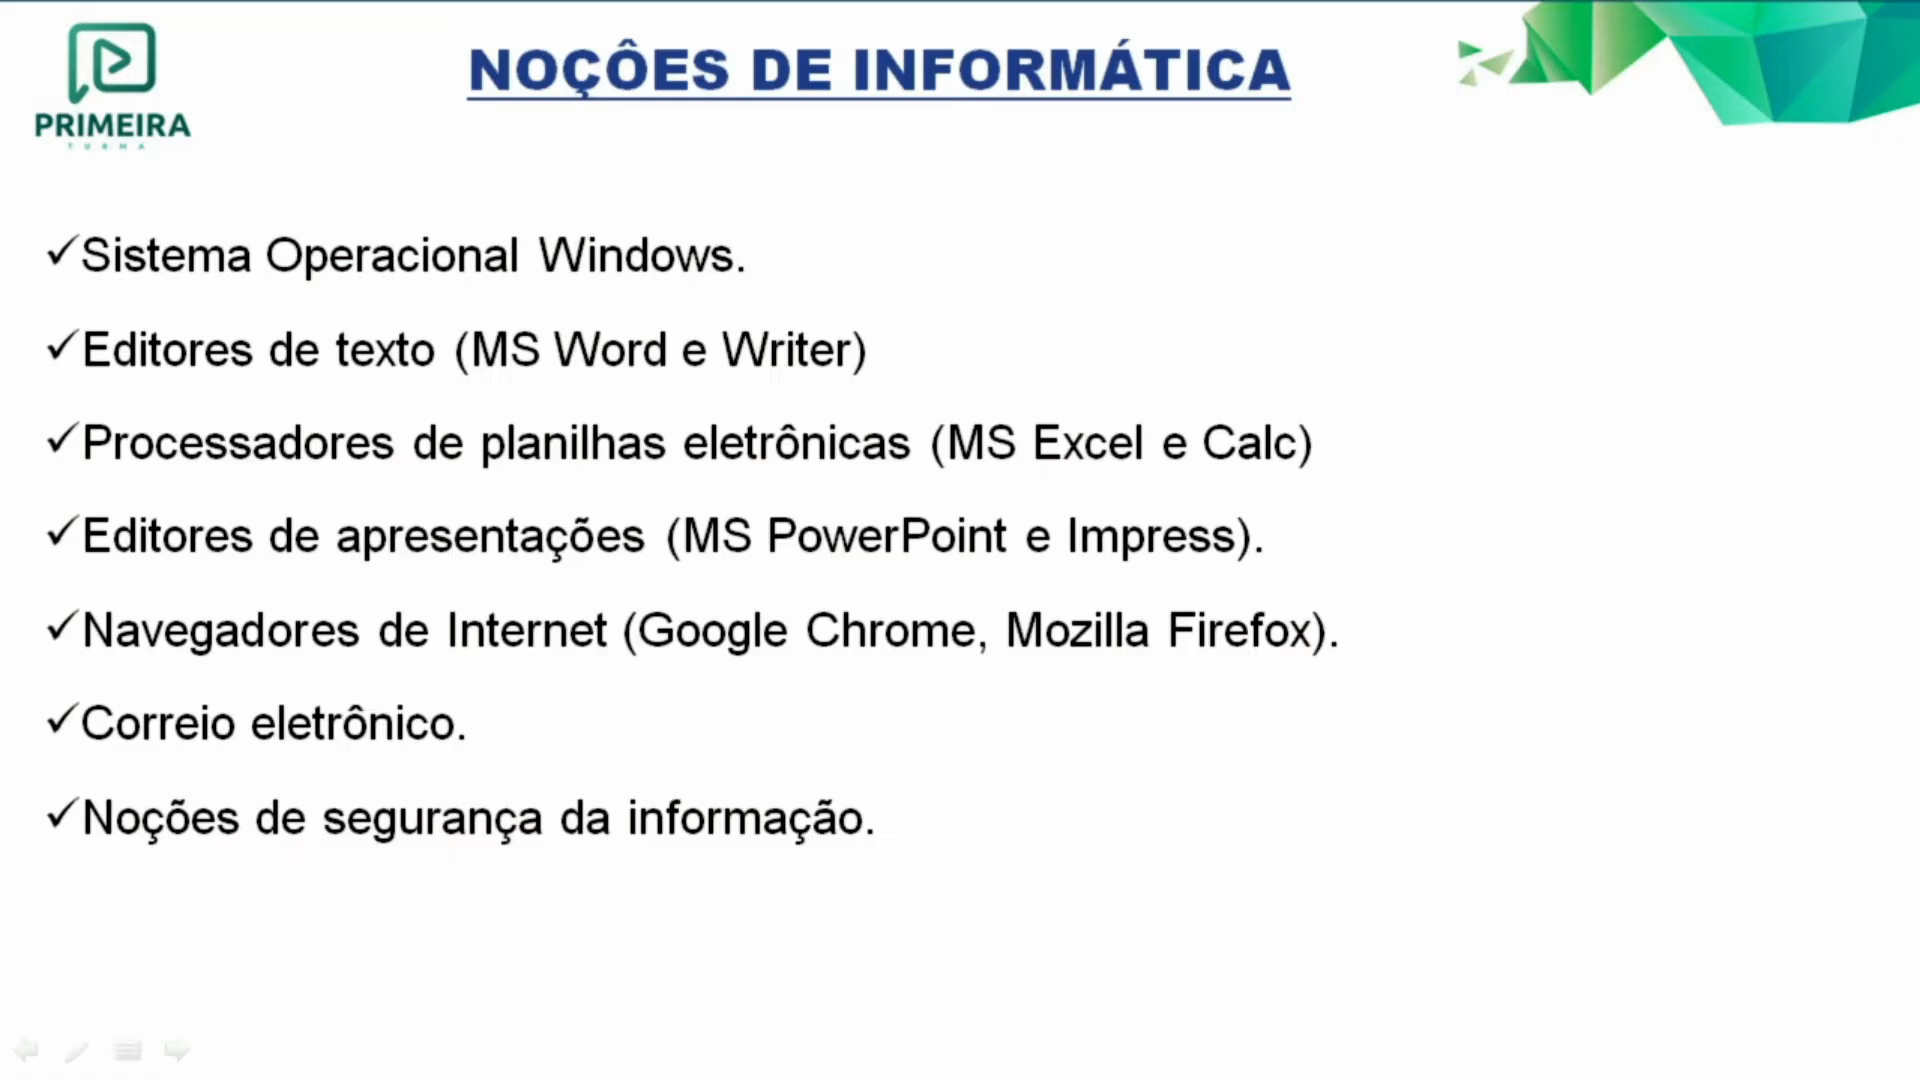 PRIMEIRA
TURMA
NOÇÔES DE INFORMÁTICA
✓Sistema Operacional Windows.
✓Editores de texto (MS Word e Writer)
✓Processadores de planilhas eletrônicas (MS Excel e Calc)
✓Editores de apresentações (MS PowerPoint e Impress).
✓Navegadores de Internet (Google Chrome, Mozilla Firefox).
✓Correio eletrônico.
✓Noções de segurança da informação.